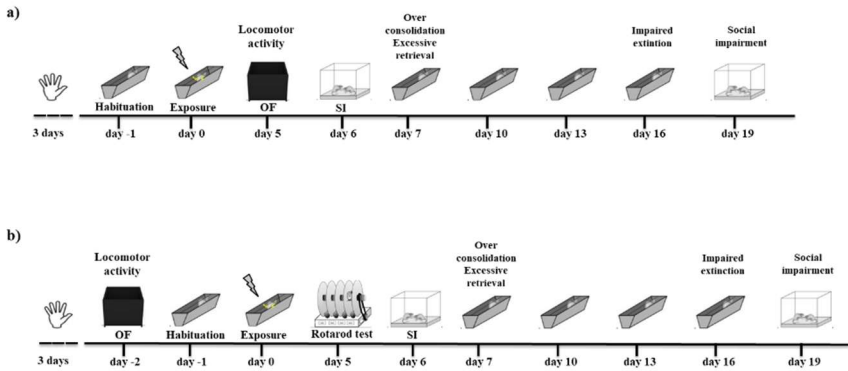 a)
Locomotor
activity
Over
consolidation
Excessive
retrieval
Impaired
extintion
Social
impairment
Habituation Exposure OF SI
3 days day -1 day 0 day 5 day 6 day 7 day 10 day 13 day 16 day 19
b)
Locomotor
activity
Over
consolidation
Excessive
retrieval
Impaired
extinction
Social
impairment
OF Habituation Exposure Rotarod test SI
3 days day -2 day -1 day 0 day 5 day 6 day 7 day 10 day 13 day 16 day 19